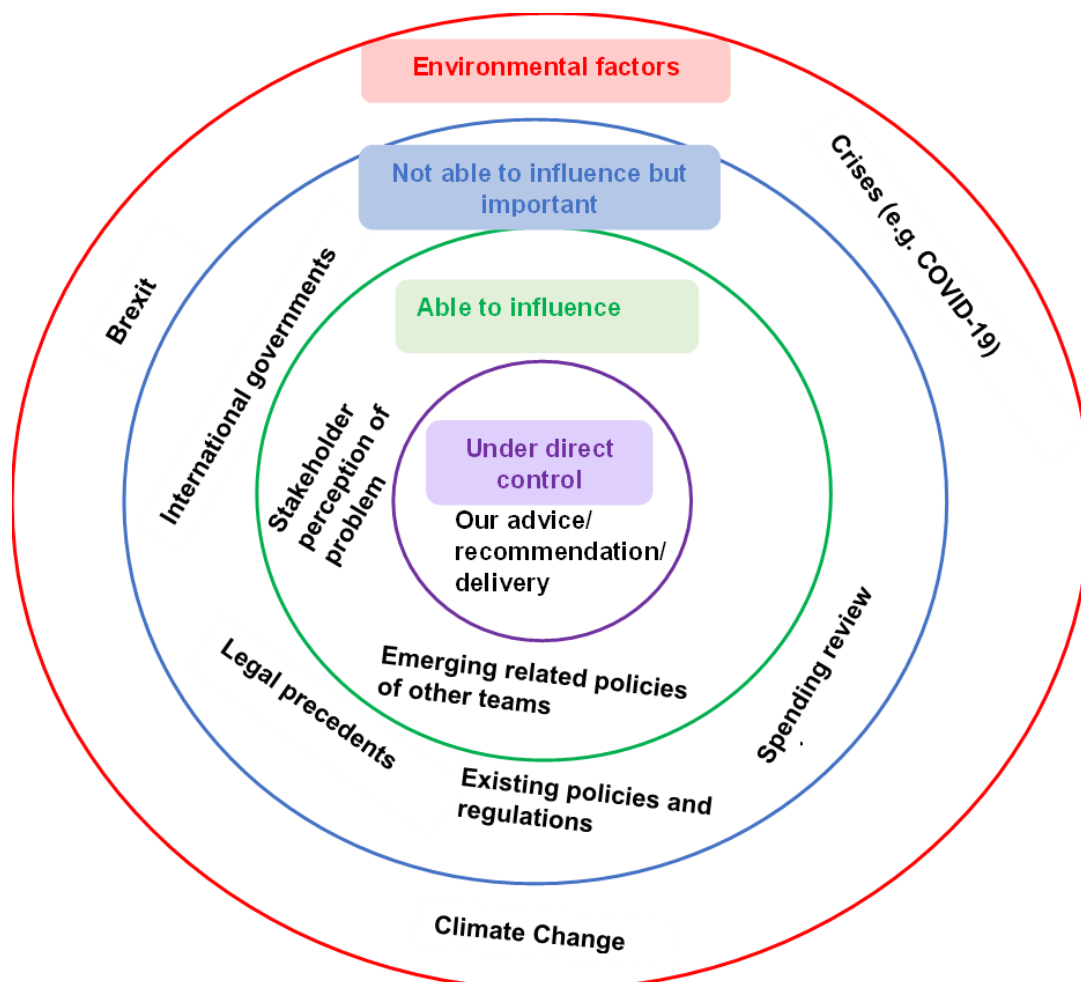 Environmental factors
Not able to influence but
important
Crises (e.g. COVID-19)
Brexit
International governments
Able to influence
Stakeholder
perception of
problem
Under direct
control
Our advice/
recommendation/
delivery
Emerging related policies
of other teams
Legal precedents
Spending review
Existing policies and
regulations
Climate Change